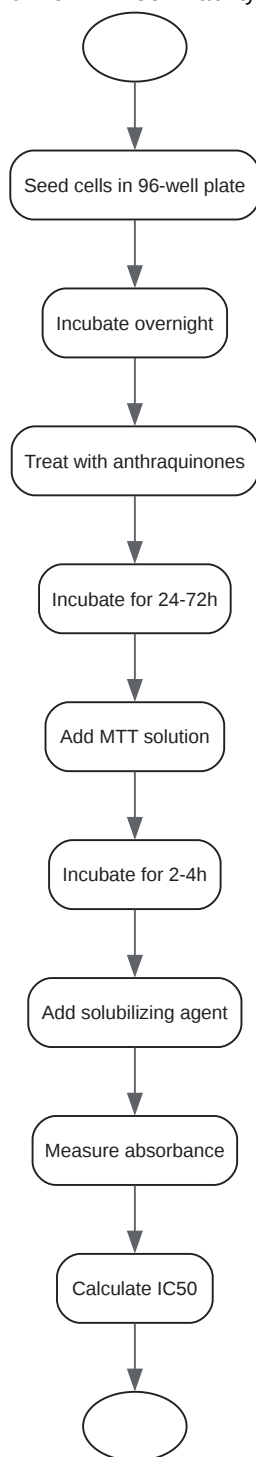 Seed cells in 96-well plate
Incubate overnight
Treat with anthraquinones
Incubate for 24-72h
Add MTT solution
Incubate for 2-4h
Add solubilizing agent
Measure absorbance
Calculate IC50